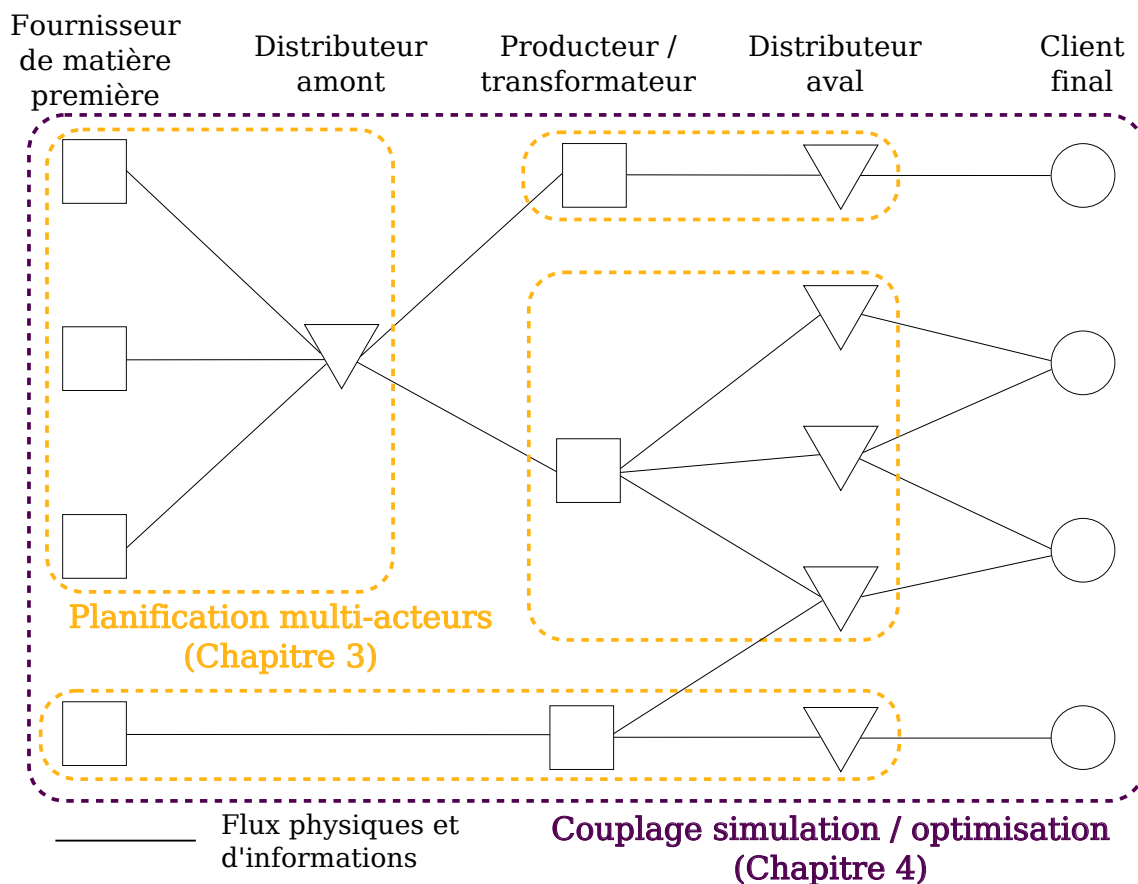 Fournisseur
de matière
première
Distributeur
amont
Producteur /
transformateur
Distributeur
aval
Client
final
Planification multi-acteurs
(Chapitre 3)
Flux physiques et
d'informations
Couplage simulation / optimisation
(Chapitre 4)